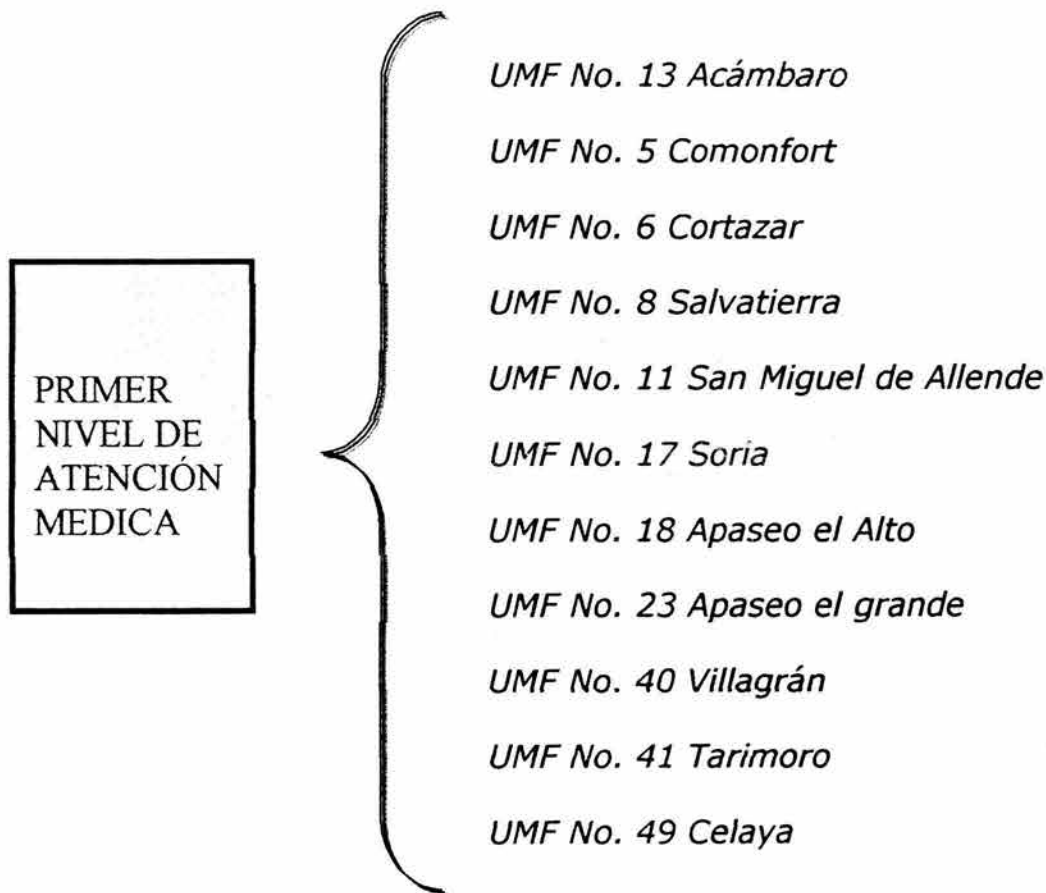 PRIMER
NIVEL DE
ATENCIÓN
MEDICA
UMF No. 13 Acámbaro
UMF No. 5 Comonfort
UMF No. 6 Cortazar
UMF No. 8 Salvatierra
UMF No. 11 San Miguel de Allende
UMF No. 17 Soria
UMF No. 18 Apaseo el Alto
UMF No. 23 Apaseo el grande
UMF No. 40 Villagrán
UMF No. 41 Tarimoro
UMF No. 49 Celaya